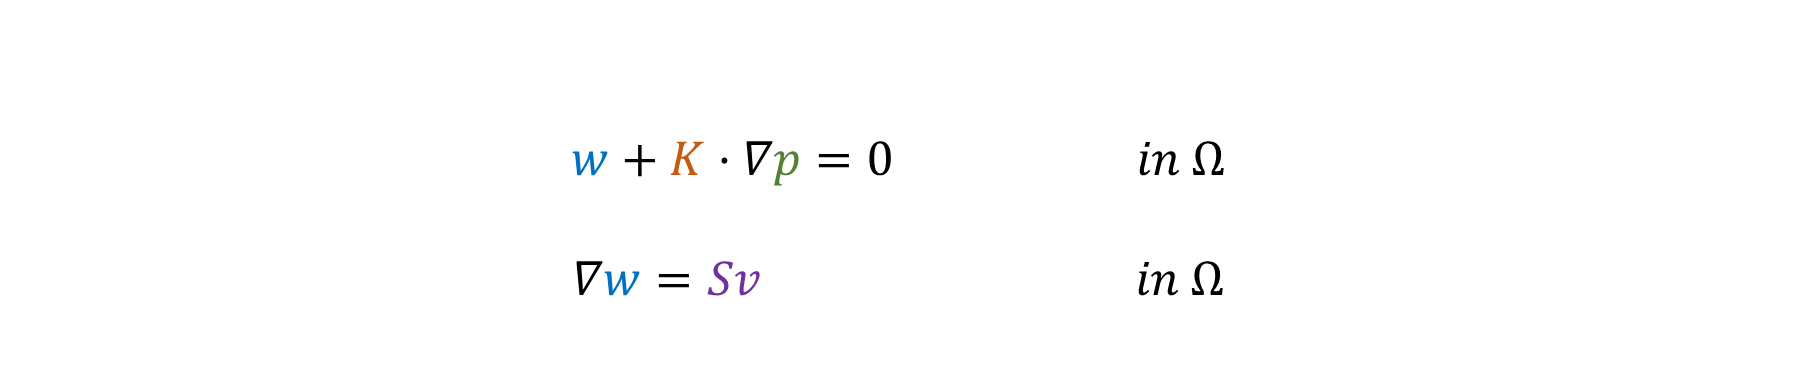 w + K · ∇p = 0 in Ω
∇w = Sv in Ω